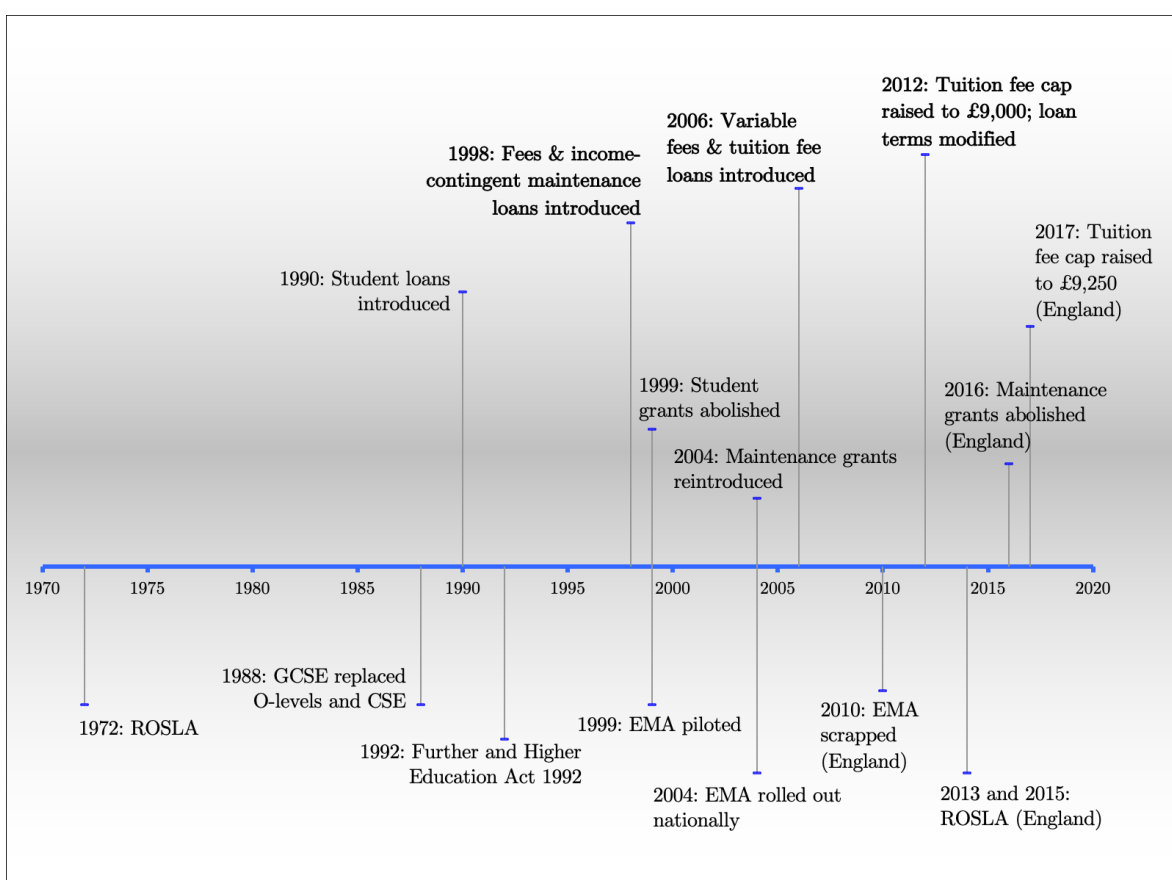 2012: Tuition fee cap
raised to £9,000; loan
terms modified
2006: Variable
fees & tuition fee
loans introduced
1998: Fees & income-
contingent maintenance
loans introduced
2017: Tuition
fee cap raised
to £9,250
(England)
1990: Student loans
introduced
1999: Student
grants abolished
2016: Maintenance
grants abolished
(England)
2004: Maintenance grants
reintroduced
1970 1975 1980 1985 1990 1995 2000 2005 2010 2015 2020
1988: GCSE replaced
O-levels and CSE
1972: ROSLA
1992: Further and Higher
Education Act 1992
1999: EMA piloted
2010: EMA
scrapped
(England)
2004: EMA rolled out
nationally
2013 and 2015:
ROSLA (England)